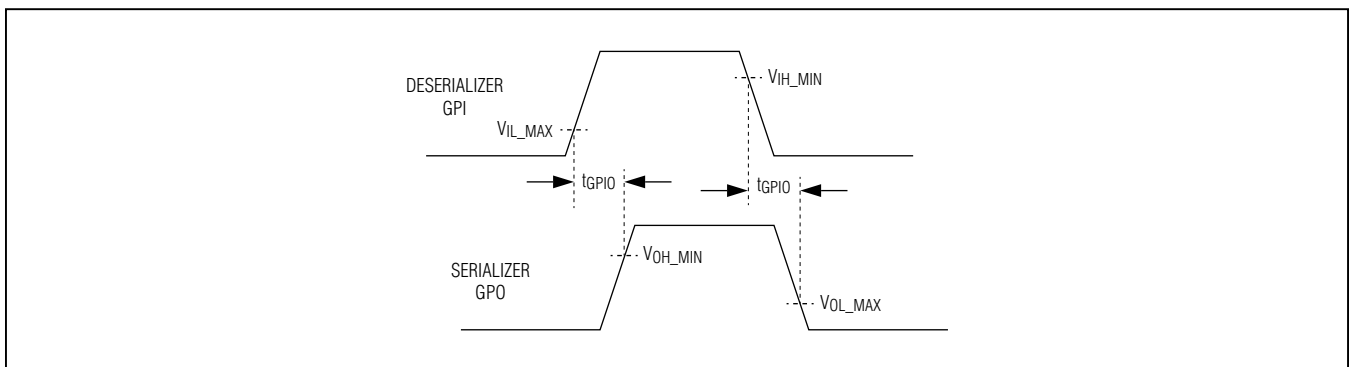 DESERIALIZER
GPI
VIH_MIN
VIL_MAX
tGPIO
tGPIO
SERIALIZER
GPO
VOH_MIN
VOL_MAX